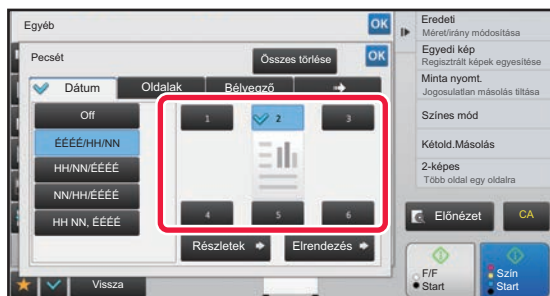 Egyéb
OK
Pecsét
Összes törlése
OK
Dátum
Oldalak
Bélyegző
Off
ÉÉÉÉ/HH/NN
HH/NN/ÉÉÉÉ
NN/HH/ÉÉÉÉ
HH NN, ÉÉÉÉ
1
2
3
4
5
6
Részletek
Elrendezés
Vissza
Eredeti
Méret/irány módosítása
Egyedi kép
Regisztrált képek egyesítése
Minta nyomt.
Jogosulatlan másolás tiltása
Színes mód
Kétold.Másolás
2-képes
Több oldal egy oldalra
Előnézet
CA
F/F
Start
Szín
Start